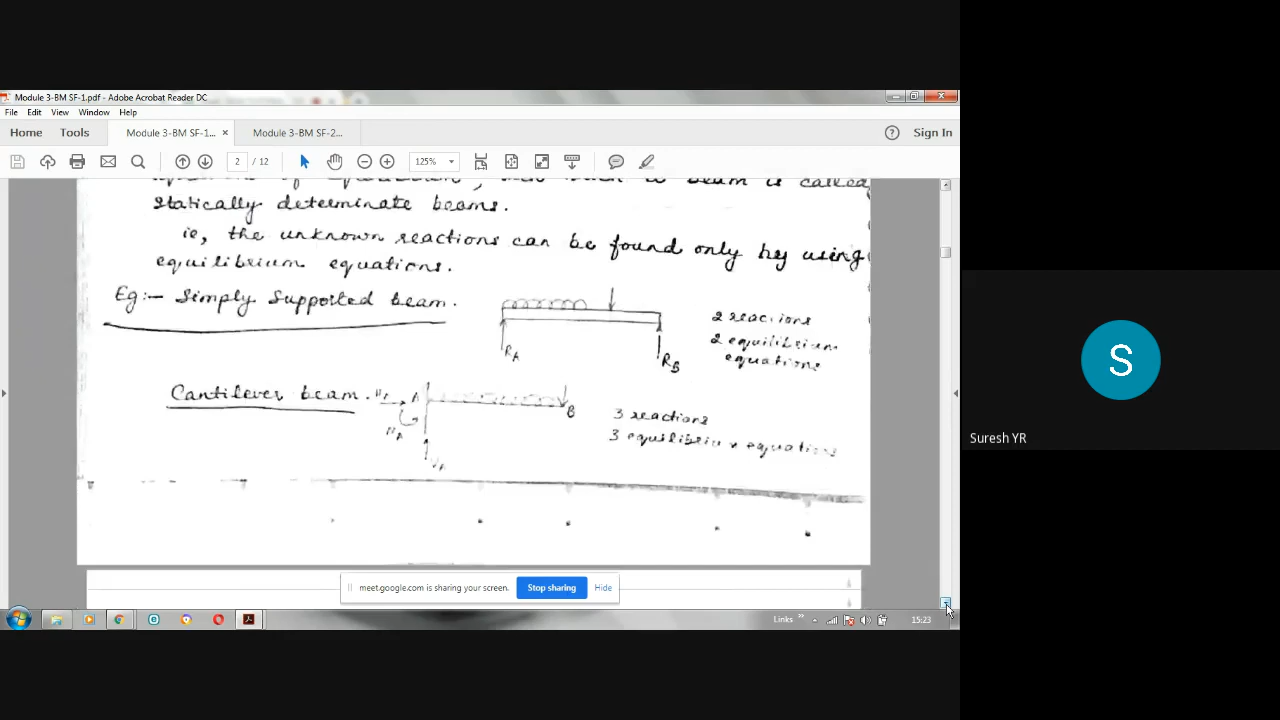 Module 3-BM SF-1.pdf - Adobe Acrobat Reader DC
File Edit View Window Help
Home Tools Module 3-BM SF-1... × Module 3-BM SF-2... Sign In
2 / 12 125%
beam is called
statically determinate beams.
ie, the unknown reactions can be found only by using
equilibrium equations.
Eg:- Simply Supported beam.
2 reactions
2 equilibrium
equations
RA
RB
Cantilever beam.
A
B
3 reactions
3 equilibrium equations
VA
S
Suresh YR
meet.google.com is sharing your screen. Stop sharing Hide
Links » 15:23